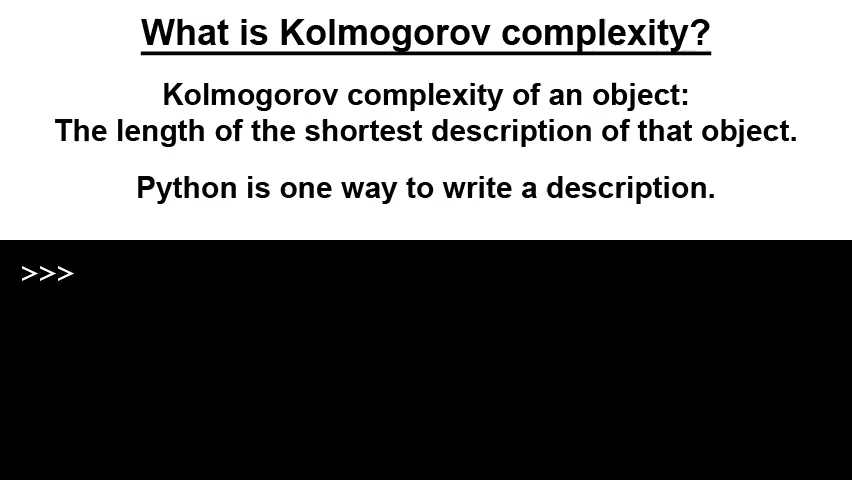 What is Kolmogorov complexity?
Kolmogorov complexity of an object:
The length of the shortest description of that object.
Python is one way to write a description.
>>>